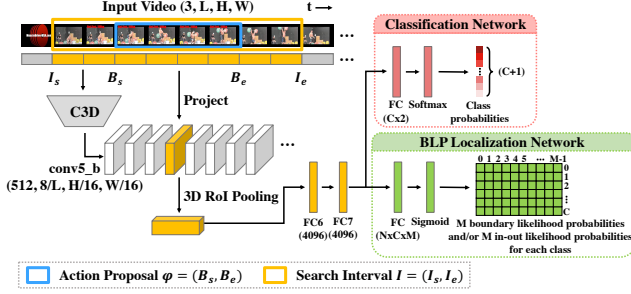 Input Video (3, L, H, W)
t
...
I_s B_s B_e I_e
C3D
Project
conv5_b
(512, 8/L, H/16, W/16)
...
3D RoI Pooling
FC6
(4096)
FC7
(4096)
Classification Network
FC
(Cx2)
Softmax
Class
probabilities
(C+1)
BLP Localization Network
FC
(NxCxM)
Sigmoid
0 1 2 3 4 5 ... M-1
0
1
2
⋮
C
M boundary likelihood probabilities
and/or M in-out likelihood probabilities
for each class
Action Proposal φ = (B_s, B_e)
Search Interval I = (I_s, I_e)